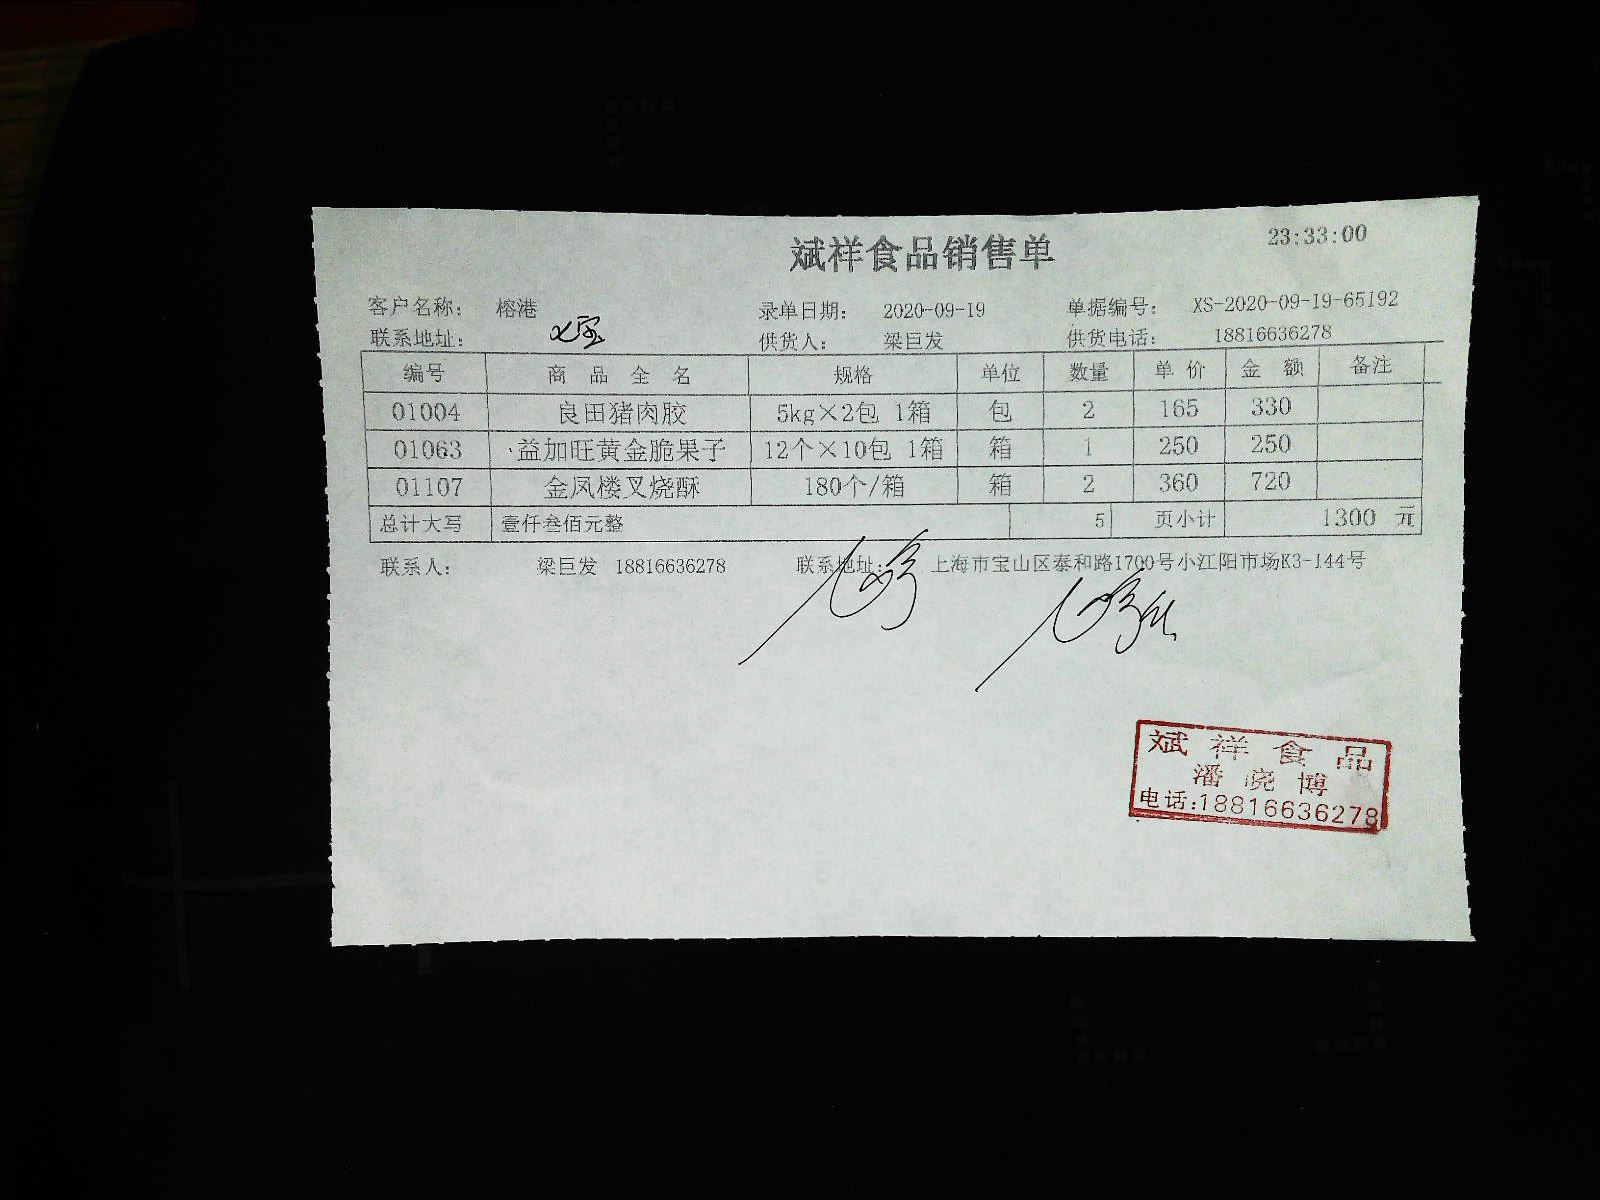 斌祥食品销售单 23:33:00
客户名称: 榕港 录单日期: 2020-09-19 单据编号: XS-2020-09-19-65192
联系地址: 七宝 供货人: 梁巨发 供货电话: 18816636278
编号 商品全名 规格 单位 数量 单价 金额 备注
01004 良田猪肉胶 5kg×2包 1箱 包 2 165 330
01063 益加旺黄金脆果子 12个×10包 1箱 箱 1 250 250
01107 金凤楼叉烧酥 180个/箱 箱 2 360 720
总计大写 壹仟叁佰元整 5 页小计 1300 元
联系人: 梁巨发 18816636278 联系地址: 上海市宝山区泰和路1700号小江阳市场K3-144号
斌祥食品
潘晓博
电话:18816636278